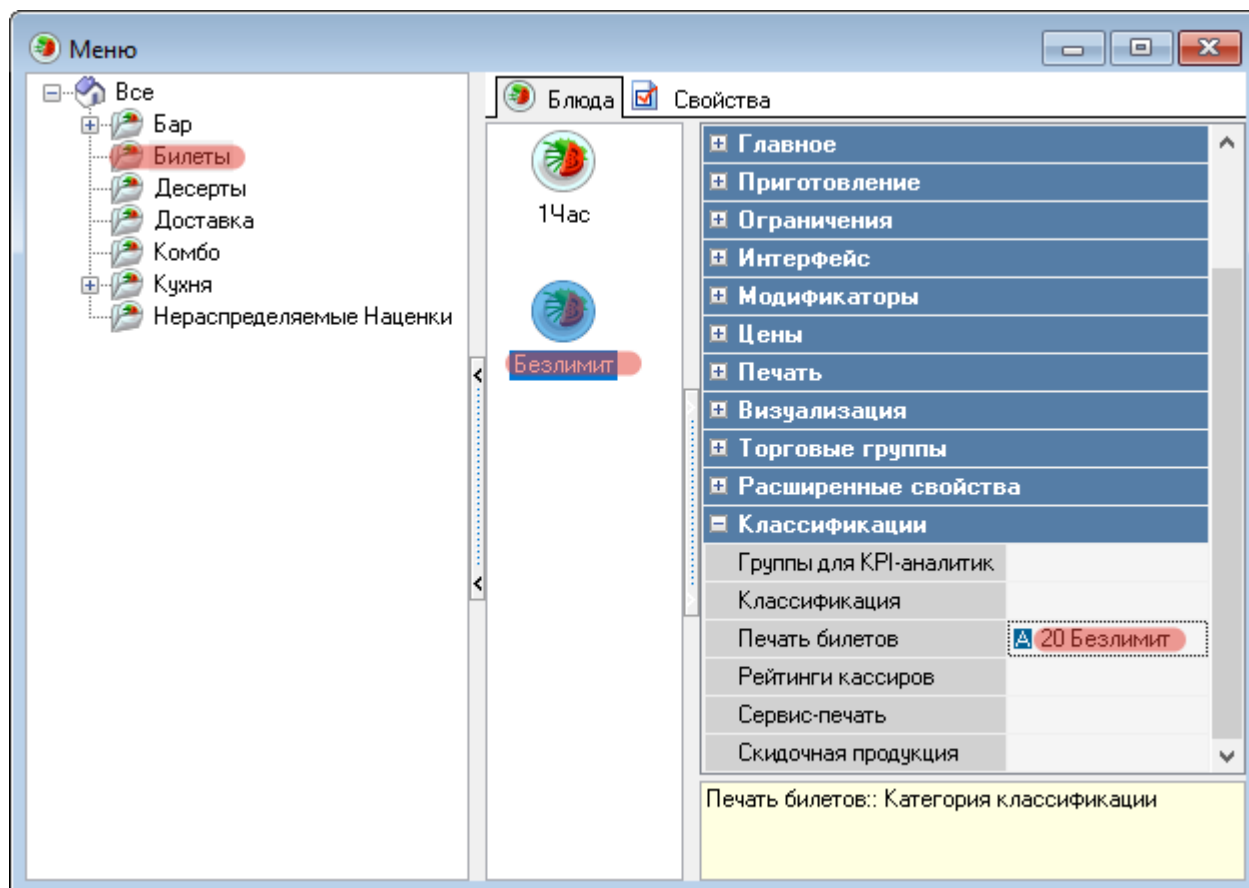 Меню
Все
Бар
Билеты
Десерты
Доставка
Комбо
Кухня
Нераспределяемые Наценки
Блюда
Свойства
1Час
Безлимит
Главное
Приготовление
Ограничения
Интерфейс
Модификаторы
Цены
Печать
Визуализация
Торговые группы
Расширенные свойства
Классификации
Группы для KPI-аналитик
Классификация
Печать билетов A 20 Безлимит
Рейтинги кассиров
Сервис-печать
Скидочная продукция
Печать билетов:: Категория классификации